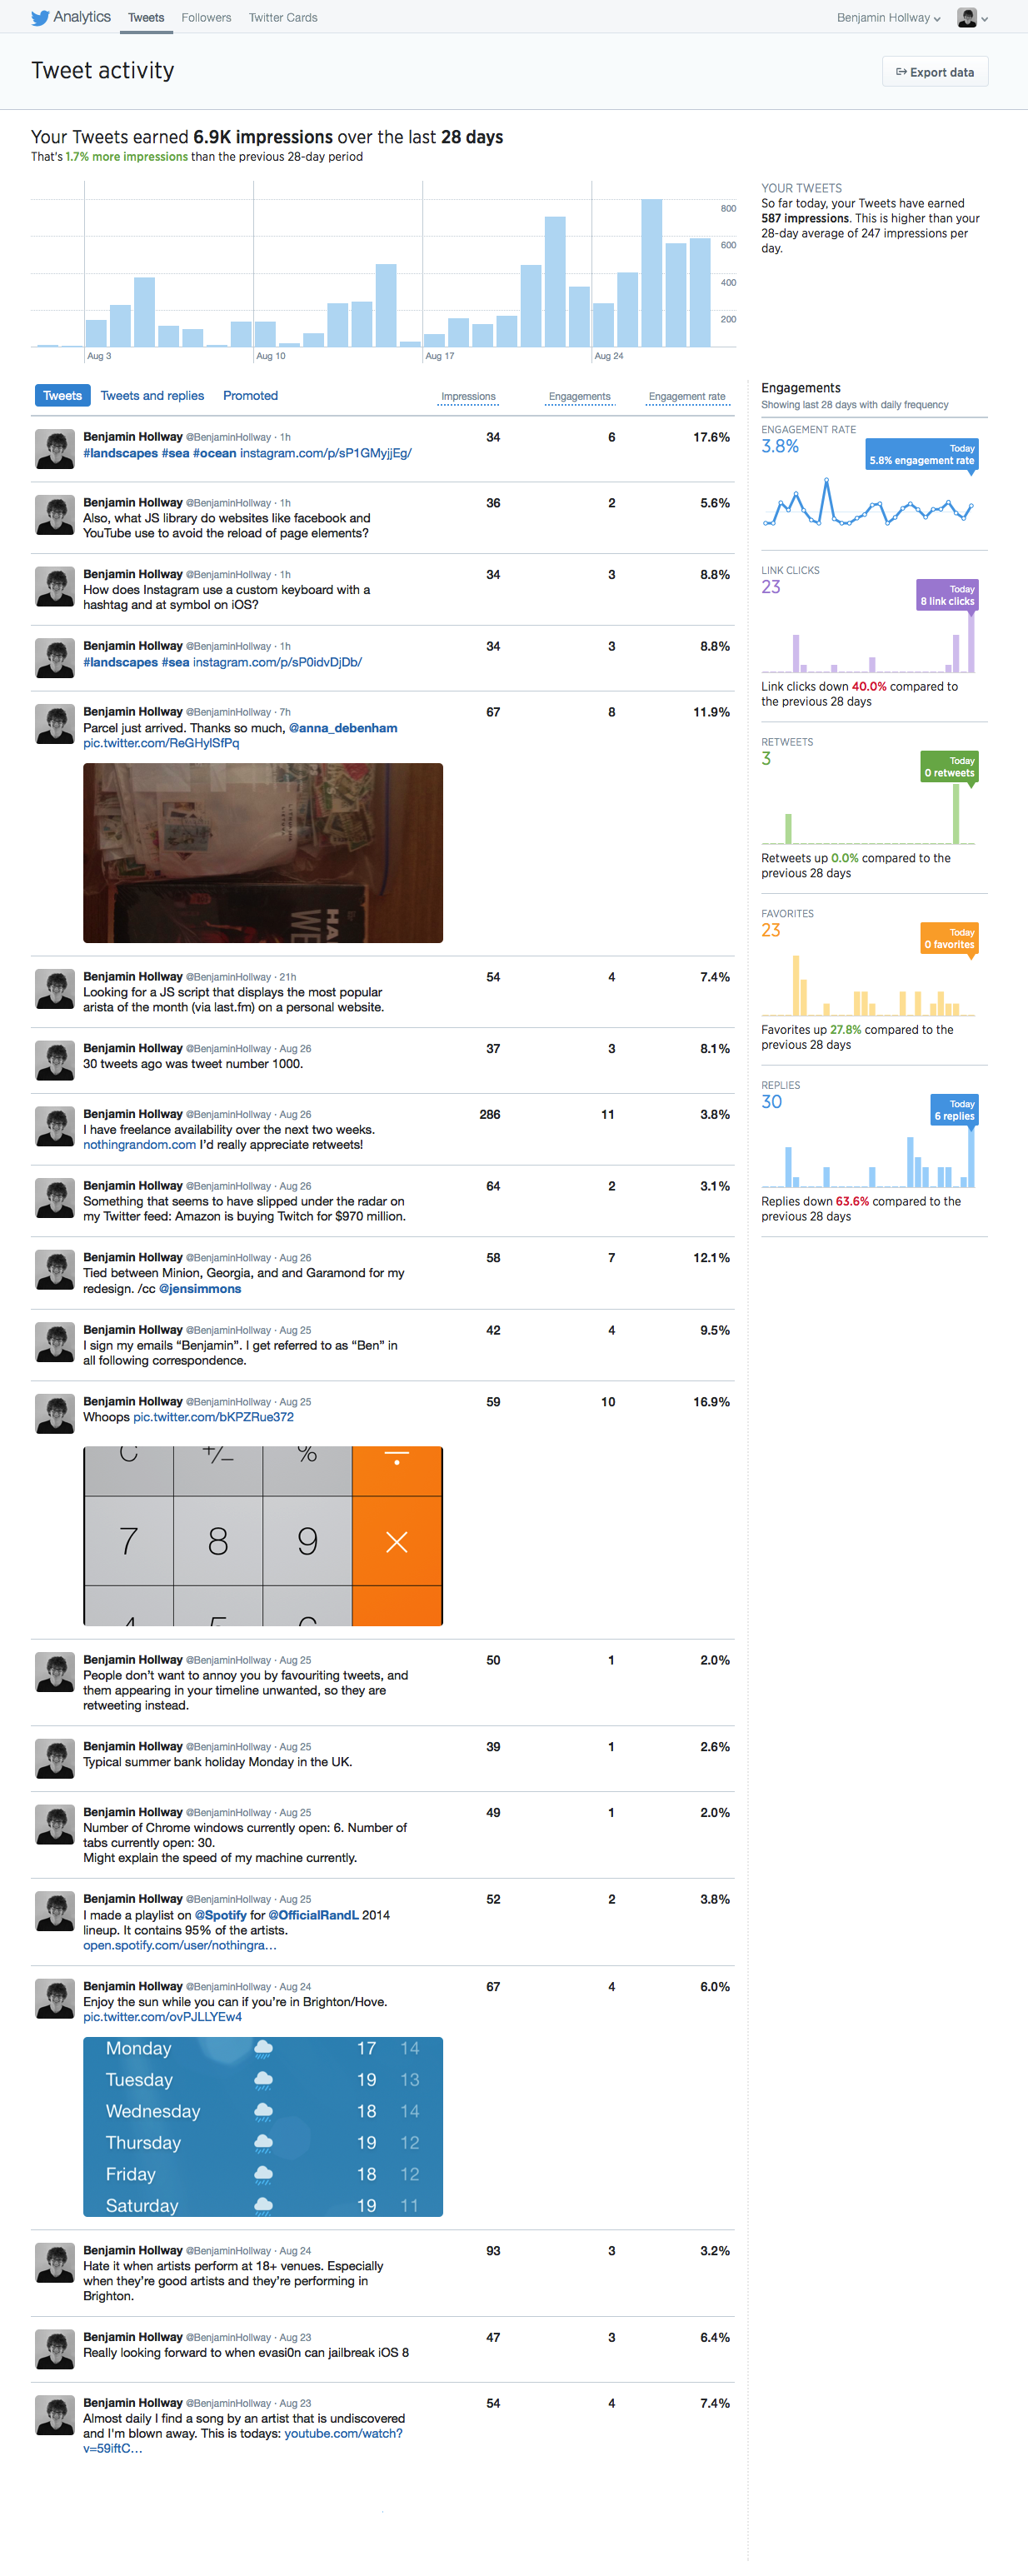 Analytics Tweets Followers Twitter Cards Benjamin Hollway
Tweet activity
Export data
Your Tweets earned 6.9K impressions over the last 28 days
That's 1.7% more impressions than the previous 28-day period
800
600
400
200
Aug 3 Aug 10 Aug 17 Aug 24
YOUR TWEETS
So far today, your Tweets have earned
587 impressions. This is higher than your
28-day average of 247 impressions per
day.
Tweets Tweets and replies Promoted Impressions Engagements Engagement rate
Benjamin Hollway @BenjaminHollway · 1h 34 6 17.6%
#landscapes #sea #ocean instagram.com/p/sP1GMyjjEg/
Benjamin Hollway @BenjaminHollway · 1h 36 2 5.6%
Also, what JS library do websites like facebook and
YouTube use to avoid the reload of page elements?
Benjamin Hollway @BenjaminHollway · 1h 34 3 8.8%
How does Instagram use a custom keyboard with a
hashtag and at symbol on iOS?
Benjamin Hollway @BenjaminHollway · 1h 34 3 8.8%
#landscapes #sea instagram.com/p/sP0idvDjDb/
Benjamin Hollway @BenjaminHollway · 7h 67 8 11.9%
Parcel just arrived. Thanks so much, @anna_debenham
pic.twitter.com/ReGHylSfPq
Benjamin Hollway @BenjaminHollway · 21h 54 4 7.4%
Looking for a JS script that displays the most popular
arista of the month (via last.fm) on a personal website.
Benjamin Hollway @BenjaminHollway · Aug 26 37 3 8.1%
30 tweets ago was tweet number 1000.
Benjamin Hollway @BenjaminHollway · Aug 26 286 11 3.8%
I have freelance availability over the next two weeks.
nothingrandom.com I’d really appreciate retweets!
Benjamin Hollway @BenjaminHollway · Aug 26 64 2 3.1%
Something that seems to have slipped under the radar on
my Twitter feed: Amazon is buying Twitch for $970 million.
Benjamin Hollway @BenjaminHollway · Aug 26 58 7 12.1%
Tied between Minion, Georgia, and and Garamond for my
redesign. /cc @jensimmons
Benjamin Hollway @BenjaminHollway · Aug 25 42 4 9.5%
I sign my emails “Benjamin”. I get referred to as “Ben” in
all following correspondence.
Benjamin Hollway @BenjaminHollway · Aug 25 59 10 16.9%
Whoops pic.twitter.com/bKPZRue372
C +/− % ÷
7 8 9 ×
4 5 6
Benjamin Hollway @BenjaminHollway · Aug 25 50 1 2.0%
People don’t want to annoy you by favouriting tweets, and
them appearing in your timeline unwanted, so they are
retweeting instead.
Benjamin Hollway @BenjaminHollway · Aug 25 39 1 2.6%
Typical summer bank holiday Monday in the UK.
Benjamin Hollway @BenjaminHollway · Aug 25 49 1 2.0%
Number of Chrome windows currently open: 6. Number of
tabs currently open: 30.
Might explain the speed of my machine currently.
Benjamin Hollway @BenjaminHollway · Aug 25 52 2 3.8%
I made a playlist on @Spotify for @OfficialRandL 2014
lineup. It contains 95% of the artists.
open.spotify.com/user/nothingra…
Benjamin Hollway @BenjaminHollway · Aug 24 67 4 6.0%
Enjoy the sun while you can if you’re in Brighton/Hove.
pic.twitter.com/ovPJLLYEw4
Monday 17 14
Tuesday 19 13
Wednesday 18 14
Thursday 19 12
Friday 18 12
Saturday 19 11
Benjamin Hollway @BenjaminHollway · Aug 24 93 3 3.2%
Hate it when artists perform at 18+ venues. Especially
when they’re good artists and they’re performing in
Brighton.
Benjamin Hollway @BenjaminHollway · Aug 23 47 3 6.4%
Really looking forward to when evasi0n can jailbreak iOS 8
Benjamin Hollway @BenjaminHollway · Aug 23 54 4 7.4%
Almost daily I find a song by an artist that is undiscovered
and I'm blown away. This is todays: youtube.com/watch?
v=59iftC…
Engagements
Showing last 28 days with daily frequency
ENGAGEMENT RATE
3.8%
Today
5.8% engagement rate
LINK CLICKS
23
Today
8 link clicks
Link clicks down 40.0% compared to
the previous 28 days
RETWEETS
3
Today
0 retweets
Retweets up 0.0% compared to the
previous 28 days
FAVORITES
23
Today
0 favorites
Favorites up 27.8% compared to the
previous 28 days
REPLIES
30
Today
6 replies
Replies down 63.6% compared to the
previous 28 days